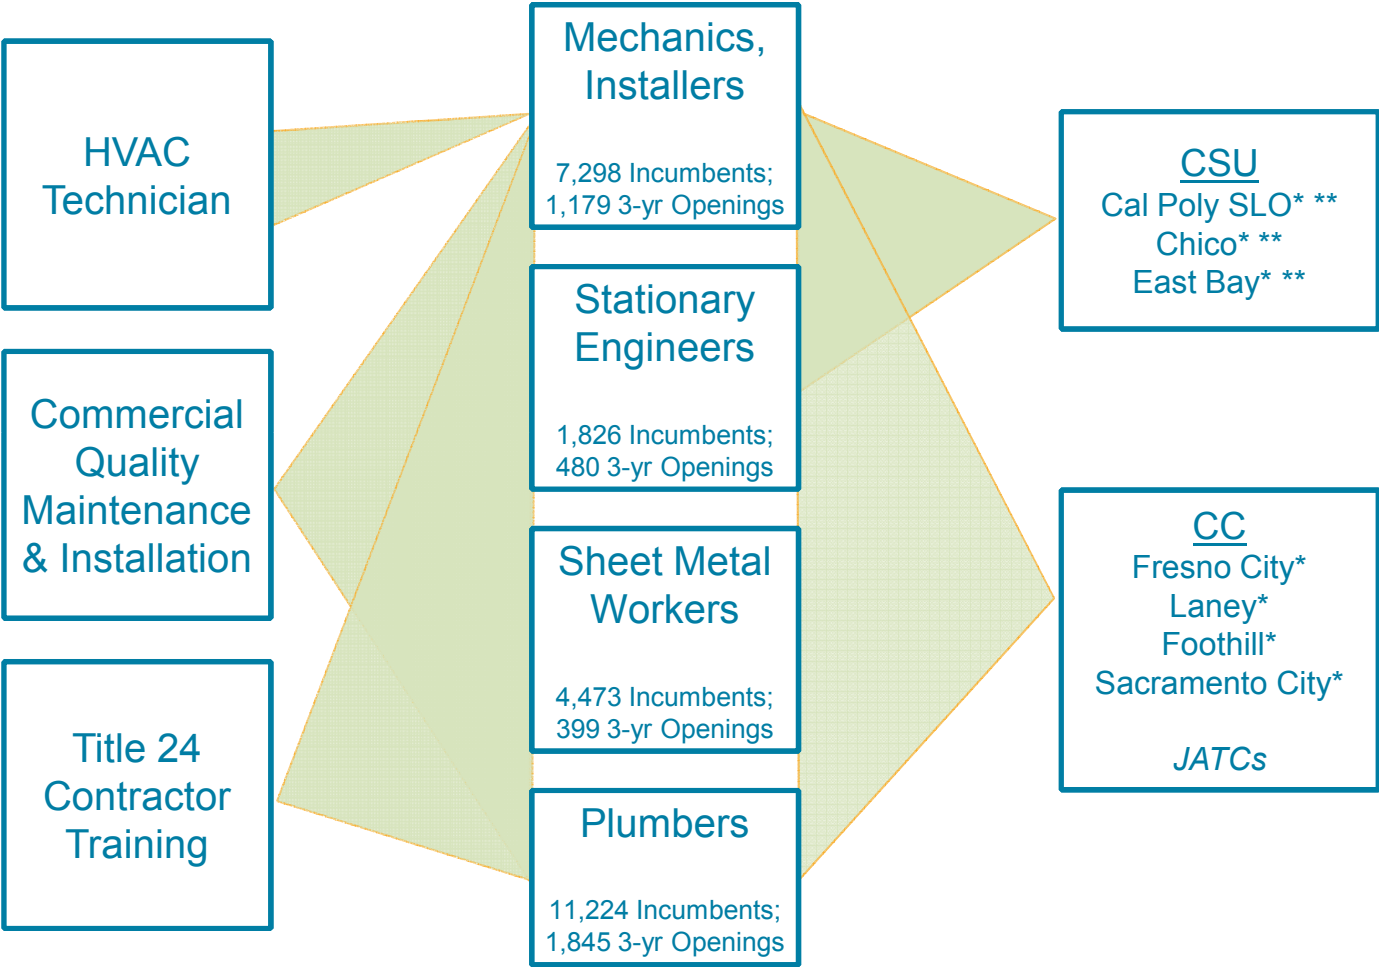 HVAC
Technician
Commercial
Quality
Maintenance
& Installation
Title 24
Contractor
Training
Mechanics,
Installers
7,298 Incumbents;
1,179 3-yr Openings
Stationary
Engineers
1,826 Incumbents;
480 3-yr Openings
Sheet Metal
Workers
4,473 Incumbents;
399 3-yr Openings
Plumbers
11,224 Incumbents;
1,845 3-yr Openings
CSU
Cal Poly SLO* **
Chico* **
East Bay* **
CC
Fresno City*
Laney*
Foothill*
Sacramento City*
JATCs